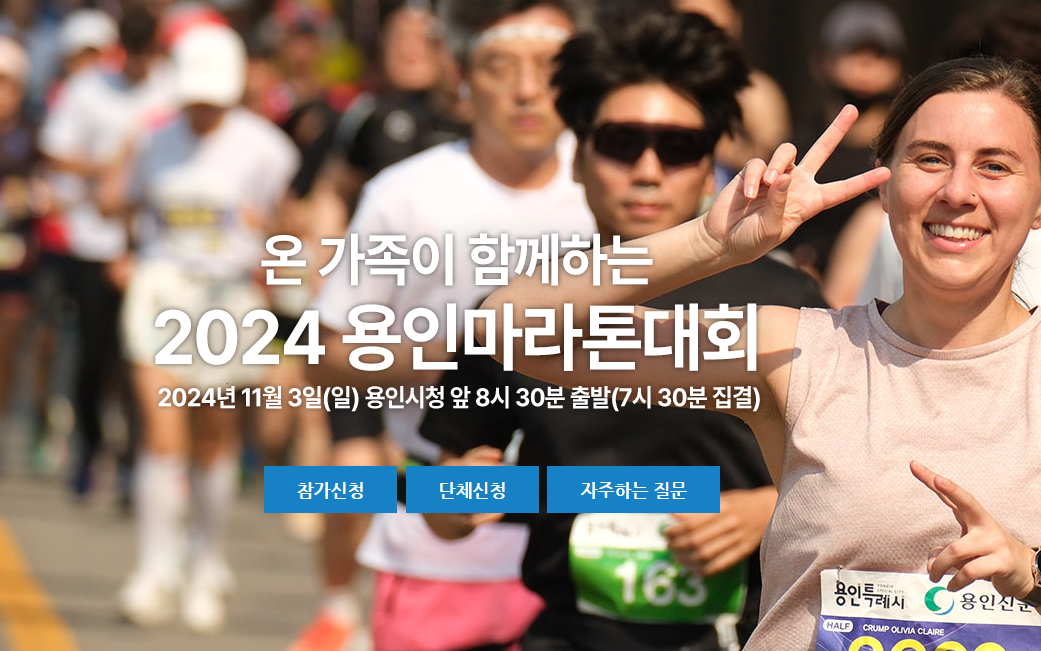 온 가족이 함께하는
2024 용인마라톤대회
2024년 11월 3일(일) 용인시청 앞 8시 30분 출발(7시 30분 집결)
참가신청 단체신청 자주하는 질문
163
용인특례시 YONGIN SPECIAL CITY 용인신문
HALF CRUMP OLIVIA CLAIRE